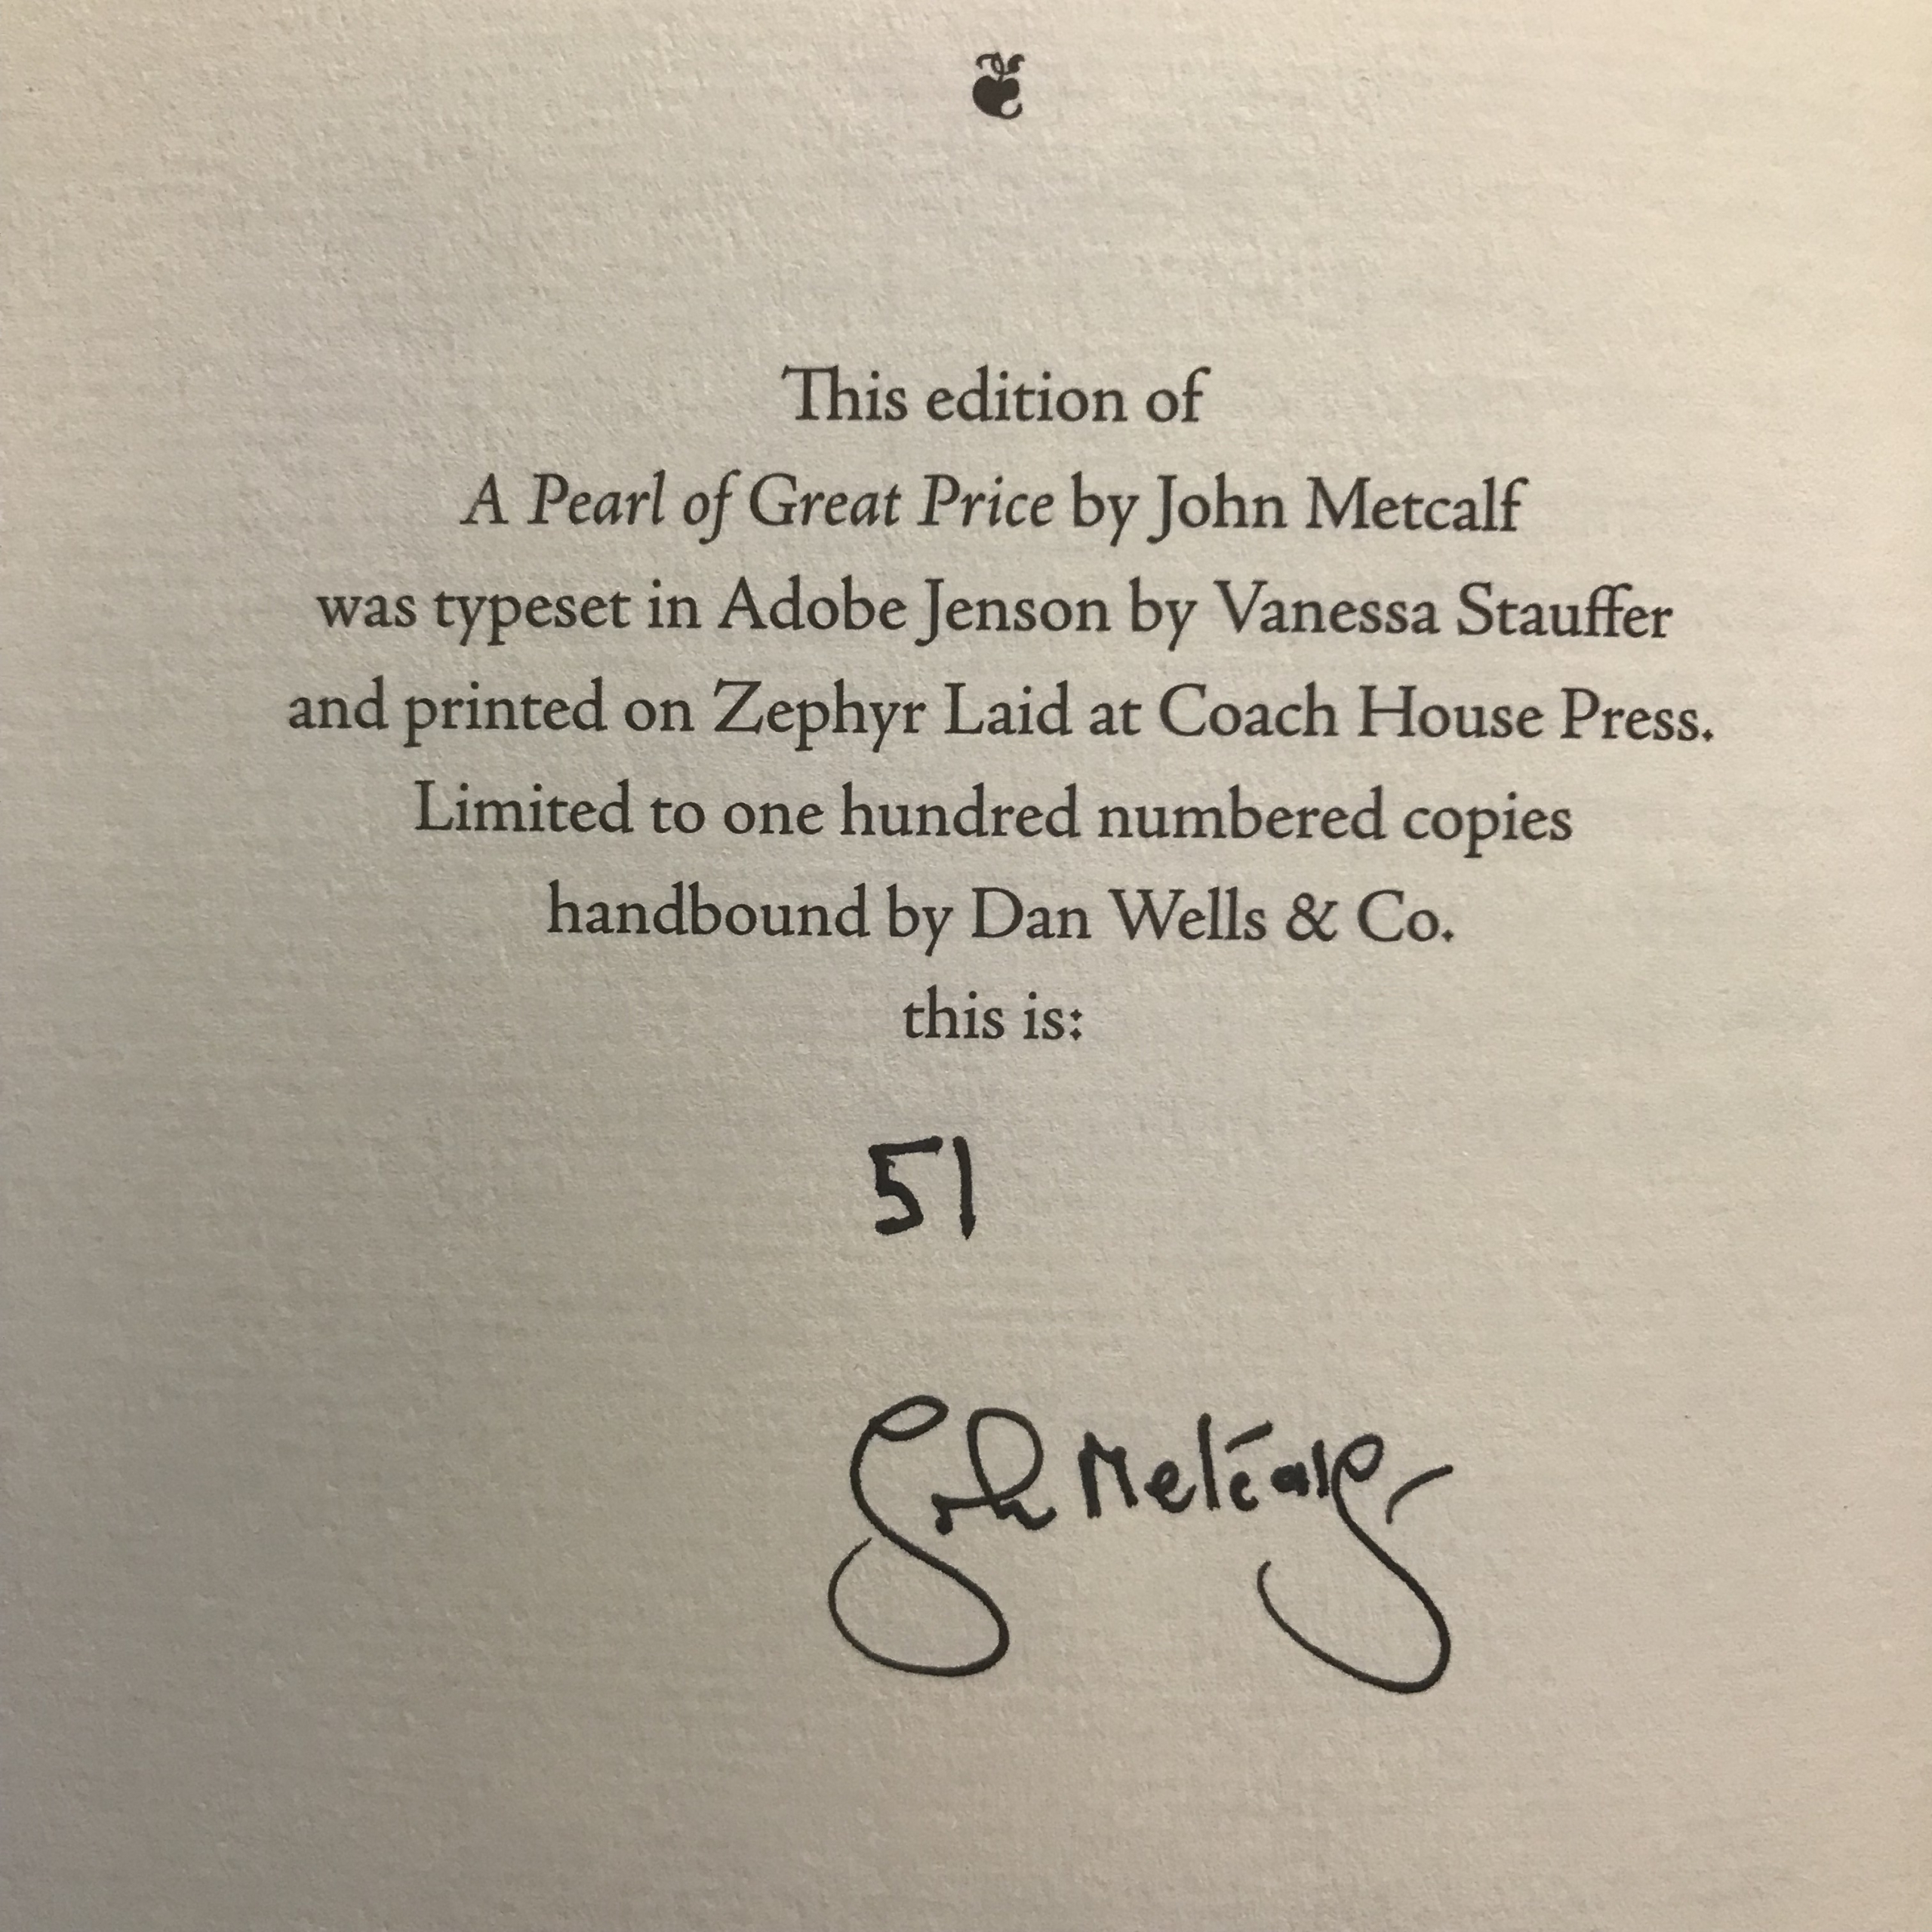 This edition of
A Pearl of Great Price by John Metcalf
was typeset in Adobe Jenson by Vanessa Stauffer
and printed on Zephyr Laid at Coach House Press.
Limited to one hundred numbered copies
handbound by Dan Wells & Co.
this is:
51
John Metcalf